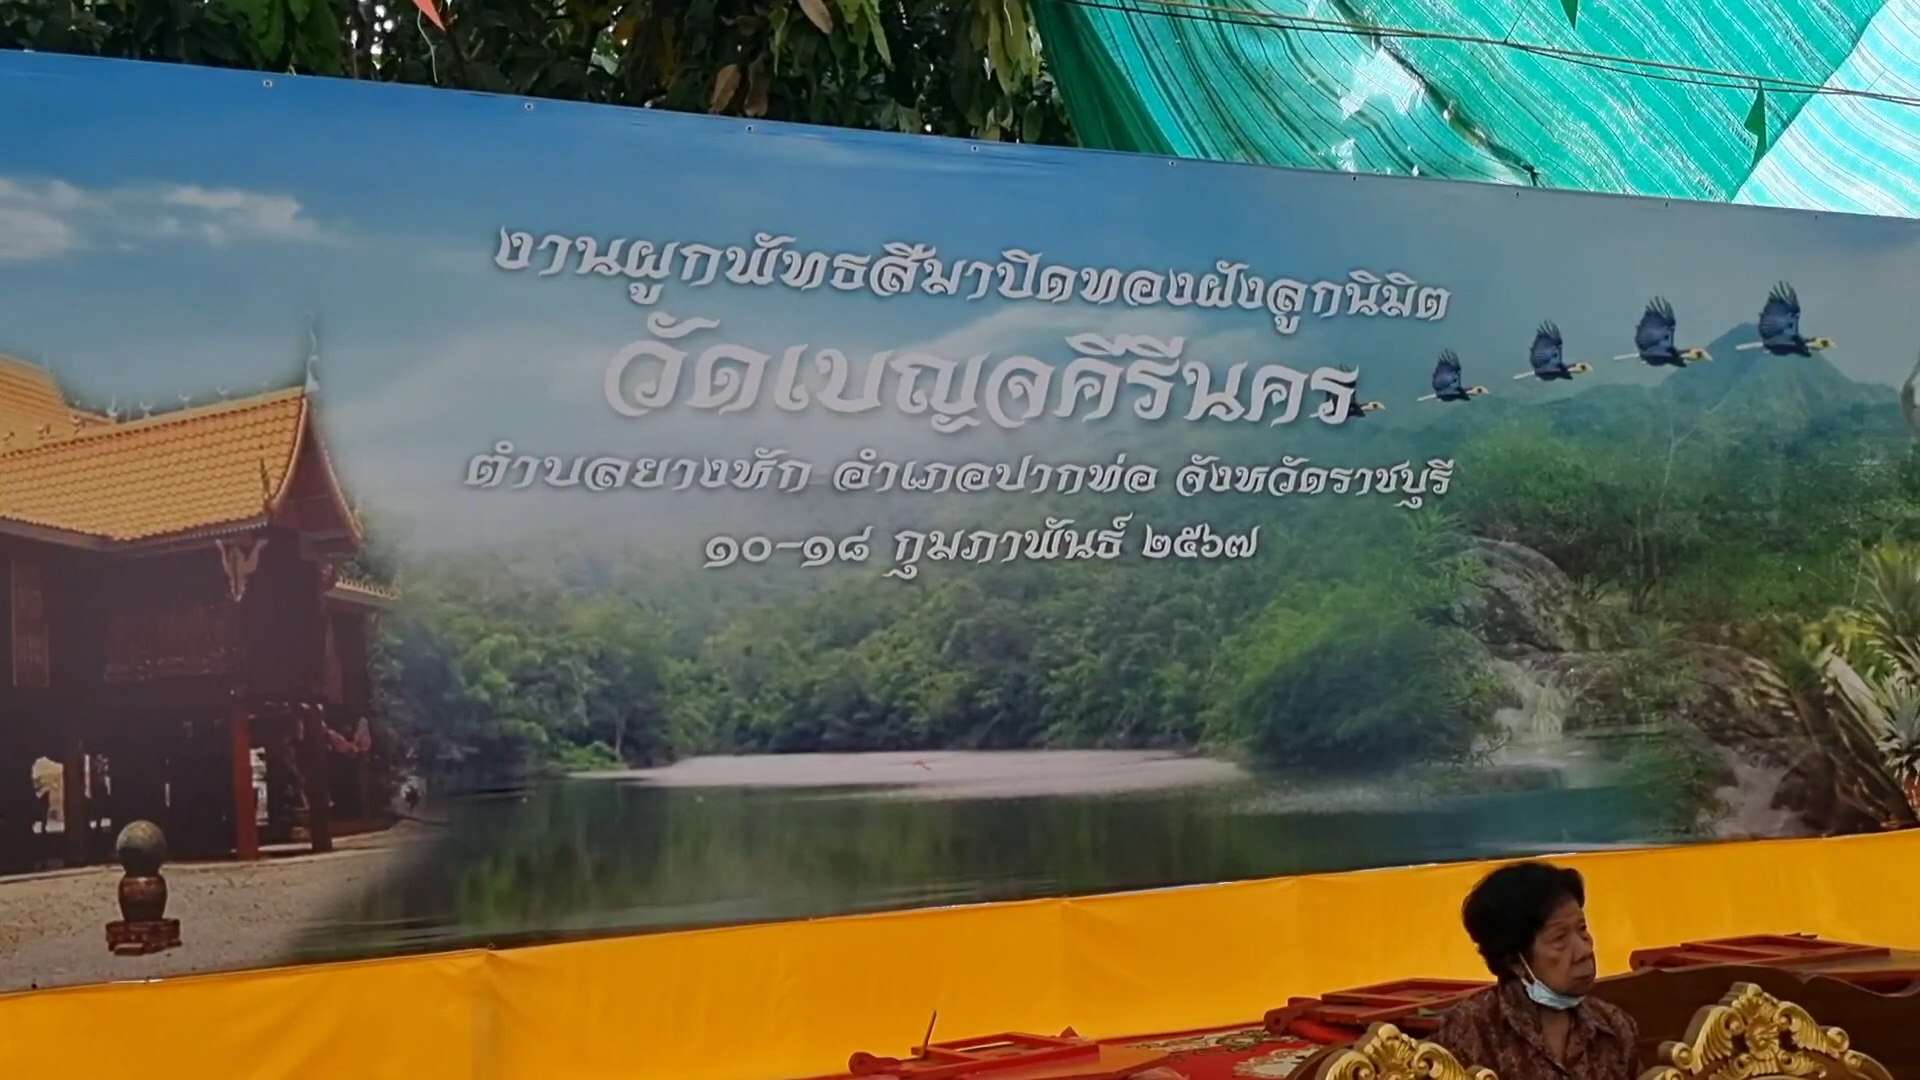 งานผูกพัทธสีมาปิดทองฝังลูกนิมิต
วัดเบญจคีรีนคร
ตำบลยางหัก อำเภอปากท่อ จังหวัดราชบุรี
๑๐-๑๘ กุมภาพันธ์ ๒๕๖๗